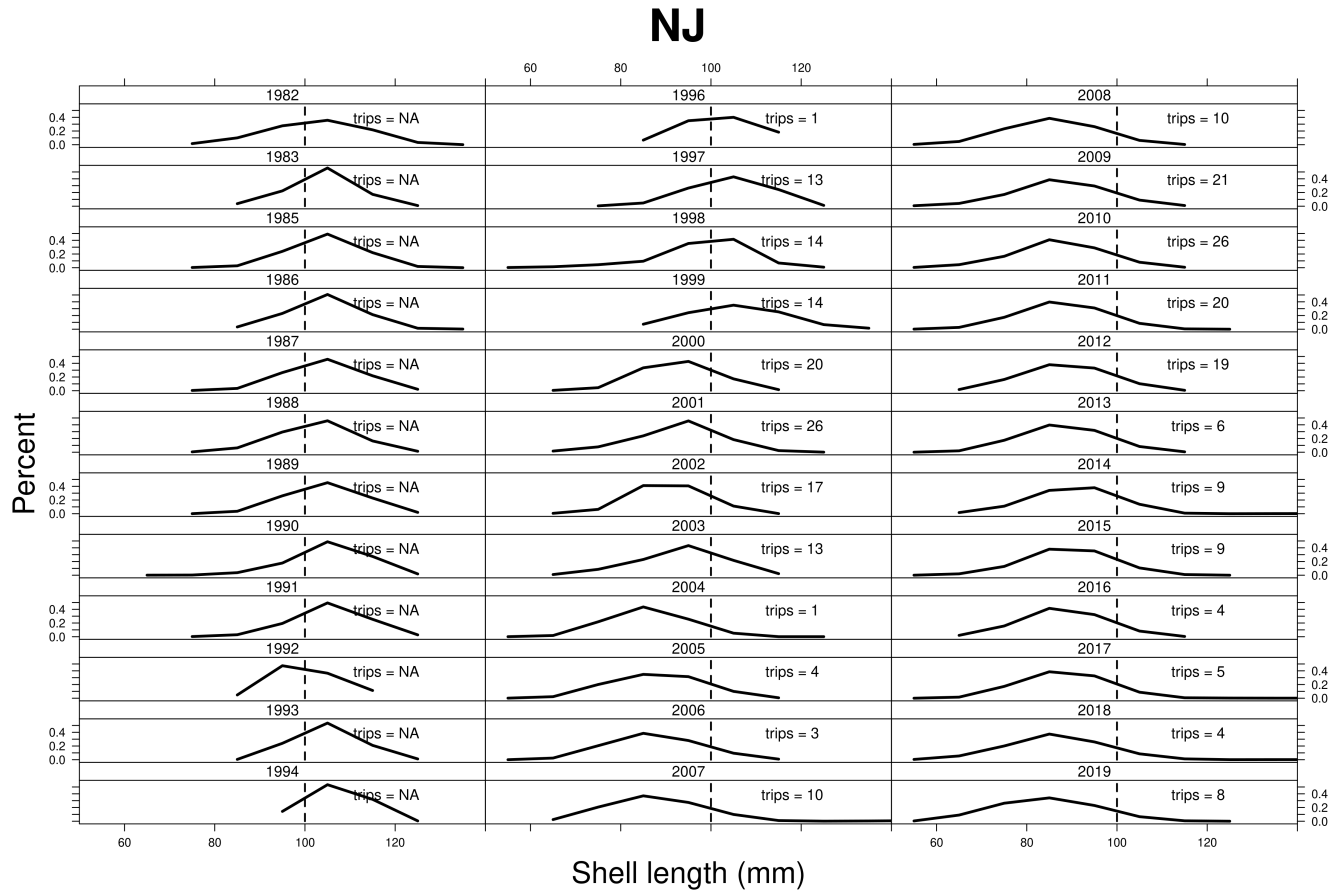 NJ
60 80 100 120
1982 1996 2008
0.4 trips = NA trips = 1 trips = 10
0.2
0.0
1983 1997 2009
trips = NA trips = 13 trips = 21 0.4
0.2
0.0
1985 1998 2010
0.4 trips = NA trips = 14 trips = 26
0.2
0.0
1986 1999 2011
trips = NA trips = 14 trips = 20 0.4
0.2
0.0
1987 2000 2012
0.4 trips = NA trips = 20 trips = 19
0.2
0.0
1988 2001 2013
trips = NA trips = 26 trips = 6 0.4
0.2
0.0
Percent
1989 2002 2014
0.4 trips = NA trips = 17 trips = 9
0.2
0.0
1990 2003 2015
trips = NA trips = 13 trips = 9 0.4
0.2
0.0
1991 2004 2016
0.4 trips = NA trips = 1 trips = 4
0.2
0.0
1992 2005 2017
trips = NA trips = 4 trips = 5 0.4
0.2
0.0
1993 2006 2018
0.4 trips = NA trips = 3 trips = 4
0.2
0.0
1994 2007 2019
trips = NA trips = 10 trips = 8 0.4
0.2
0.0
60 80 100 120 60 80 100 120
Shell length (mm)